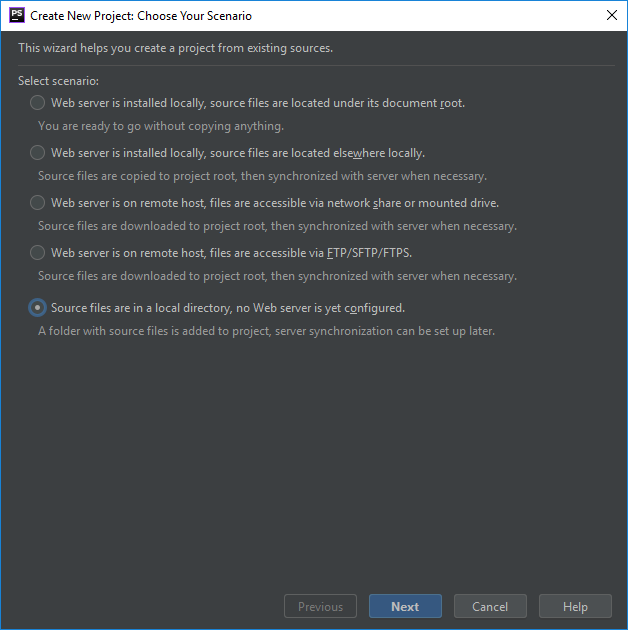 PS Create New Project: Choose Your Scenario
This wizard helps you create a project from existing sources.
Select scenario:
Web server is installed locally, source files are located under its document root.
You are ready to go without copying anything.
Web server is installed locally, source files are located elsewhere locally.
Source files are copied to project root, then synchronized with server when necessary.
Web server is on remote host, files are accessible via network share or mounted drive.
Source files are downloaded to project root, then synchronized with server when necessary.
Web server is on remote host, files are accessible via FTP/SFTP/FTPS.
Source files are downloaded to project root, then synchronized with server when necessary.
Source files are in a local directory, no Web server is yet configured.
A folder with source files is added to project, server synchronization can be set up later.
Previous Next Cancel Help